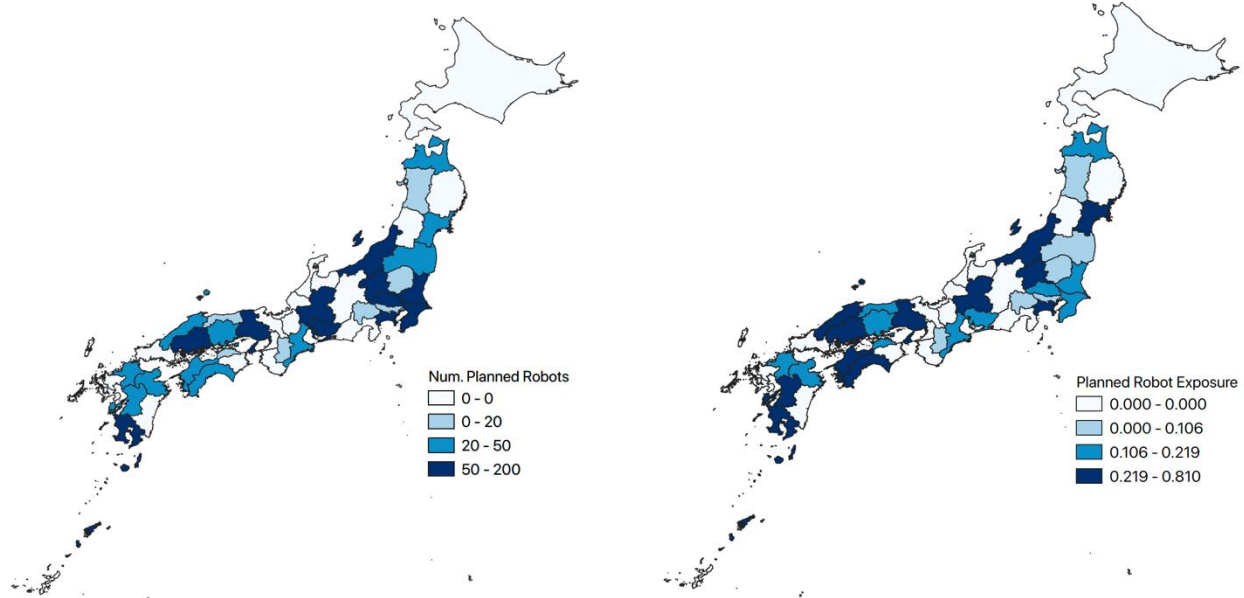 Num. Planned Robots
0 - 0
0 - 20
20 - 50
50 - 200
Planned Robot Exposure
0.000 - 0.000
0.000 - 0.106
0.106 - 0.219
0.219 - 0.810